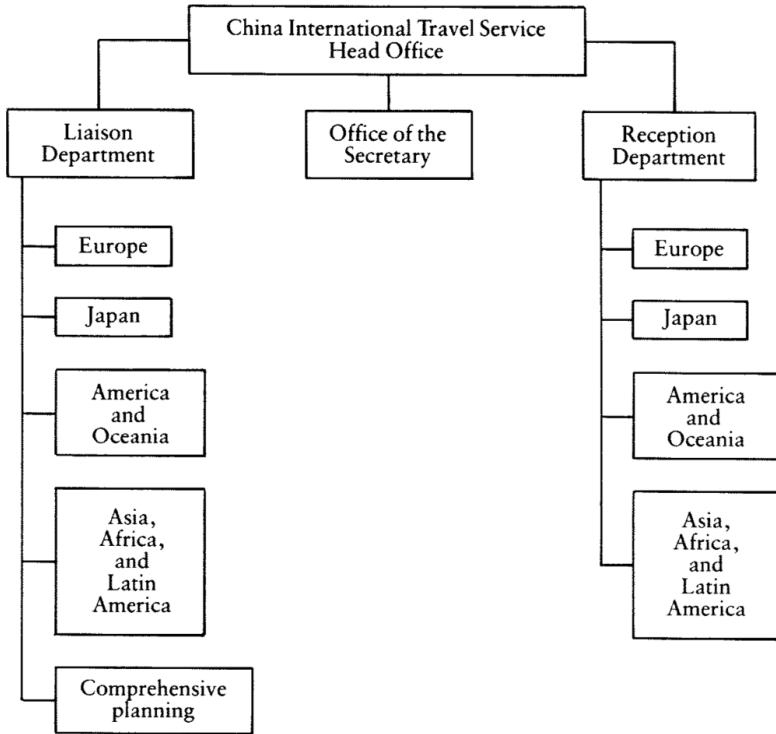 China International Travel Service
Head Office
Liaison
Department
Office of the
Secretary
Reception
Department
Europe
Japan
America
and
Oceania
Asia,
Africa,
and
Latin
America
Comprehensive
planning
Europe
Japan
America
and
Oceania
Asia,
Africa,
and
Latin
America